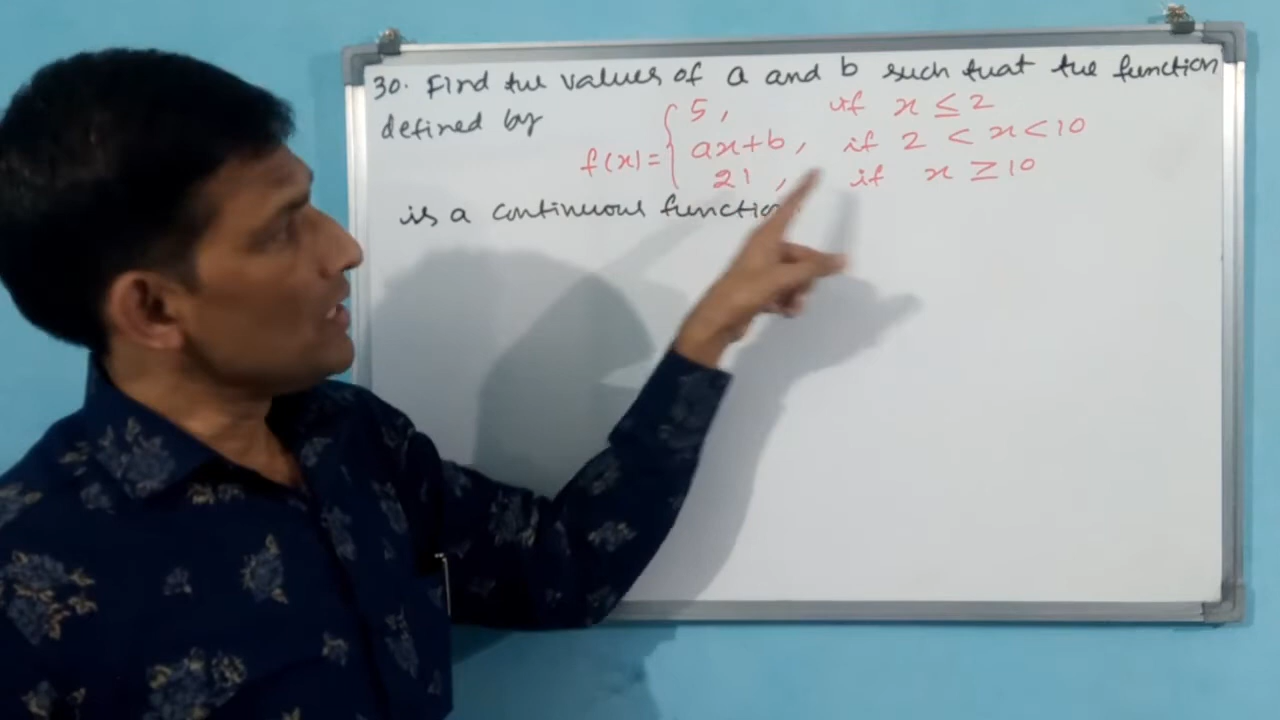 30. Find the values of a and b such that the function
defined by
f(x) = { 5, if x ≤ 2
ax+b, if 2 < x < 10
21, if x ≥ 10
is a continuous function.